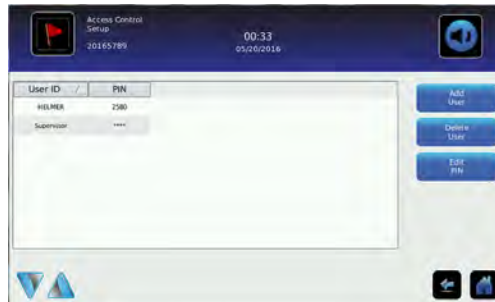 Access Control
Setup
20165789
00:33
05/20/2016
User ID / PIN
HELMER 2580
Supervisor ****
Add
User
Delete
User
Edit
PIN